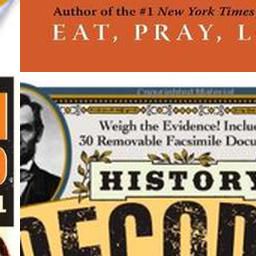 Author of the #1 New York Times
EAT, PRAY, L
Copyrighted Material
Weigh the Evidence! Includ
30 Removable Facsimile Docu
HISTORY
DECOD